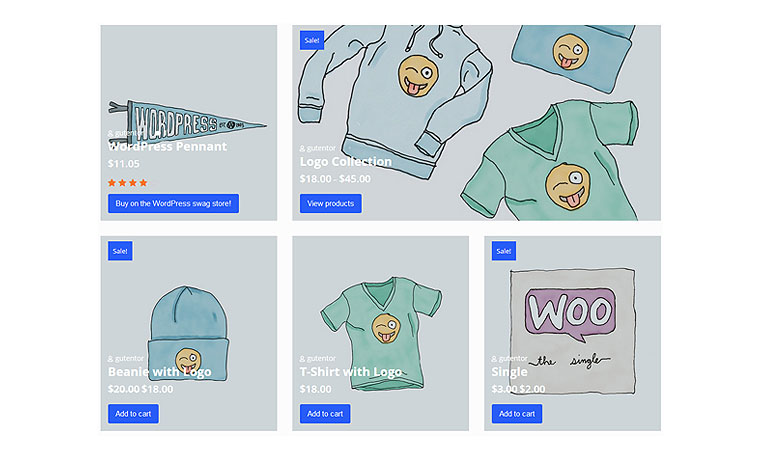 WORDPRESS
gutentor
WordPress Pennant
$11.05
Buy on the WordPress swag store!
Sale!
gutentor
Logo Collection
$18.00 - $45.00
View products
Sale!
gutentor
Beanie with Logo
$20.00 $18.00
Add to cart
gutentor
T-Shirt with Logo
$18.00
Add to cart
Sale!
WOO
the single
gutentor
Single
$3.00 $2.00
Add to cart